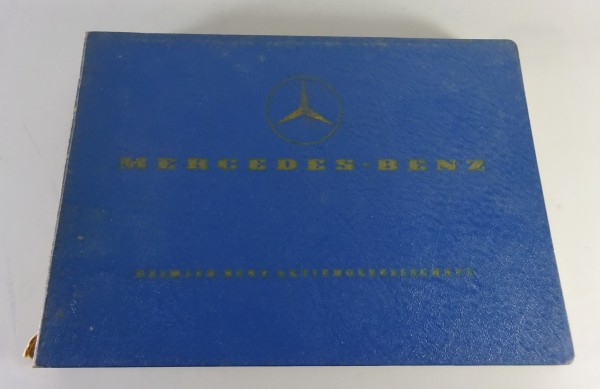 MERCEDES-BENZ
DAIMLER-BENZ AKTIENGESELLSCHAFT